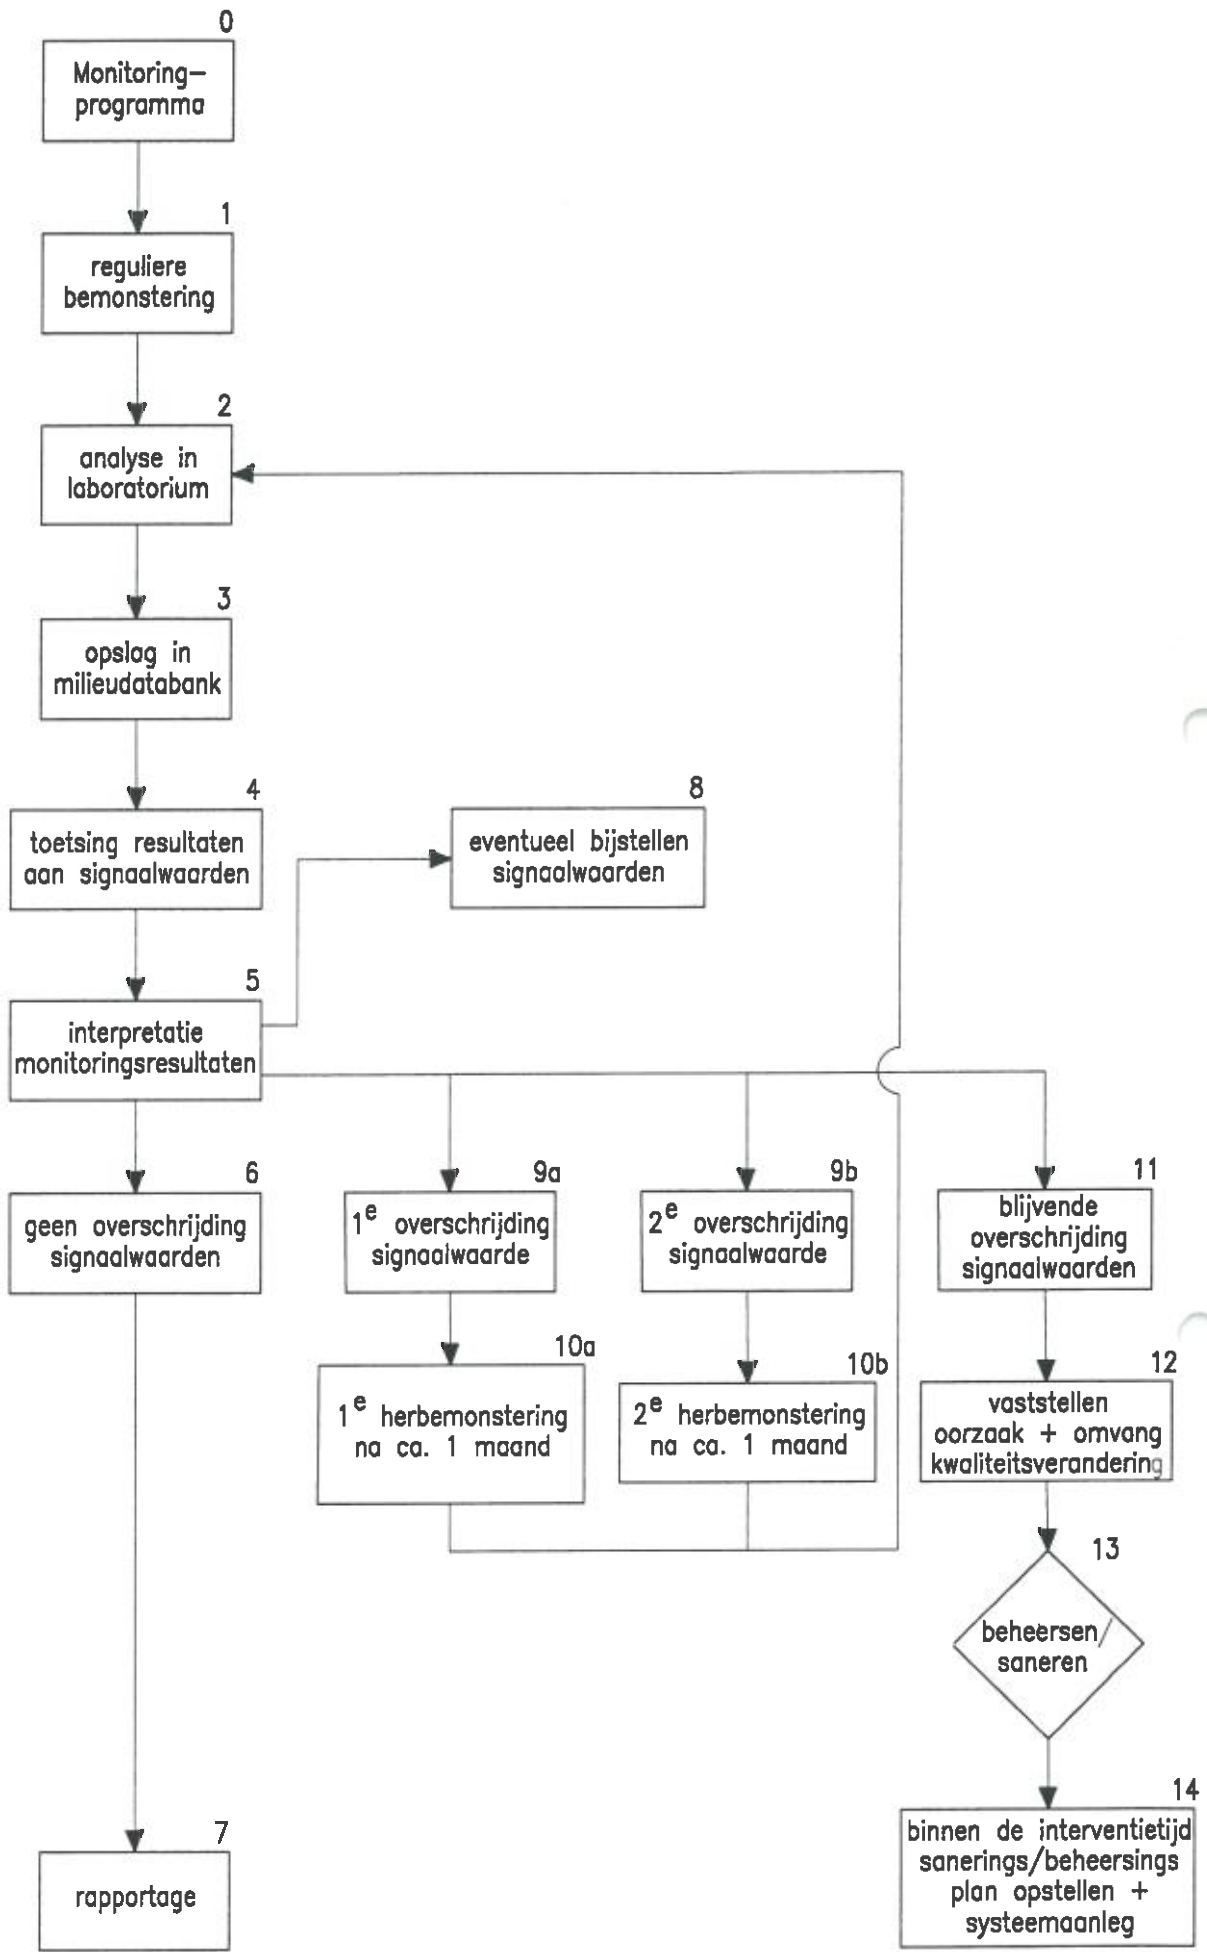 0
Monitoring-
programma
1
reguliere
bemonstering
2
analyse in
laboratorium
3
opslag in
milieudatabank
4
toetsing resultaten
aan signaalwaarden
8
eventueel bijstellen
signaalwaarden
5
interpretatie
monitoringsresultaten
6
geen overschrijding
signaalwaarden
9a
1e overschrijding
signaalwaarde
9b
2e overschrijding
signaalwaarde
11
blijvende
overschrijding
signaalwaarden
10a
1e herbemonstering
na ca. 1 maand
10b
2e herbemonstering
na ca. 1 maand
12
vaststellen
oorzaak + omvang
kwaliteitsverandering
13
beheersen/
saneren
7
rapportage
14
binnen de interventietijd
sanerings/beheersings
plan opstellen +
systeemaanleg